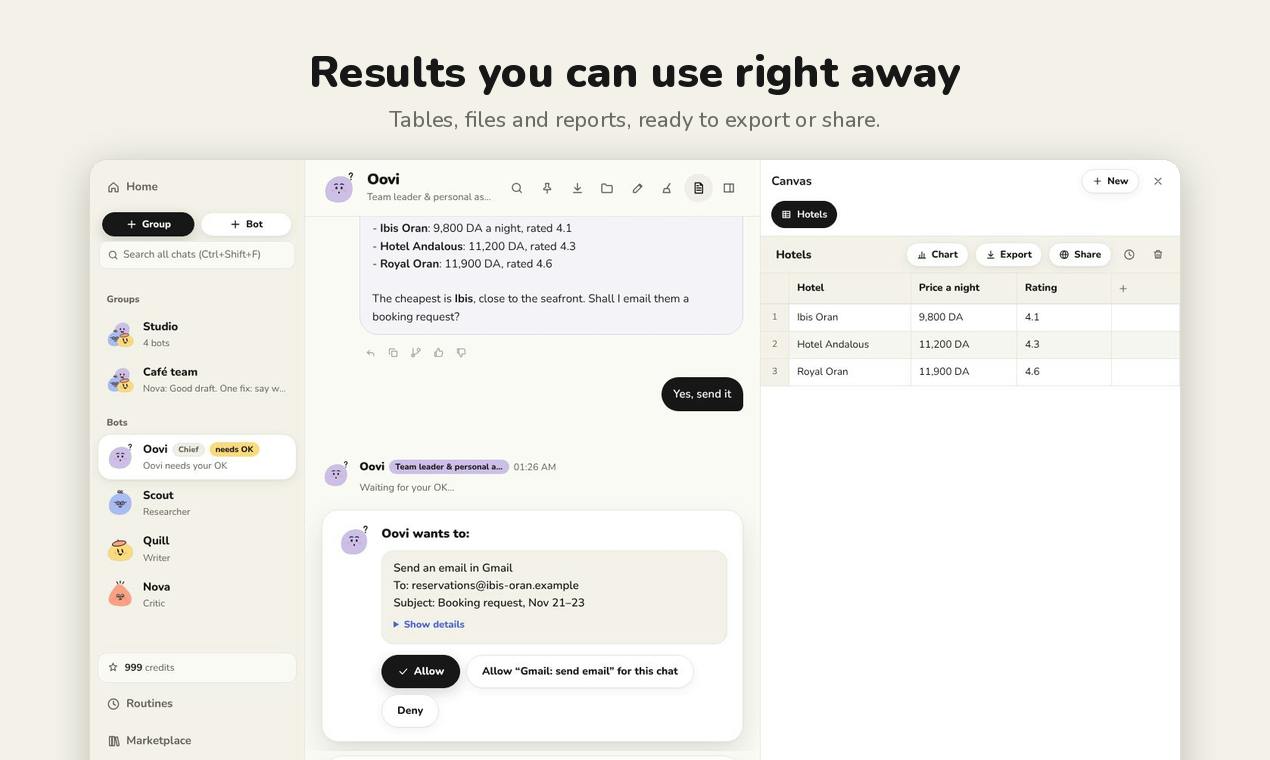 Results you can use right away
Tables, files and reports, ready to export or share.
Home
+ Group
+ Bot
Search all chats (Ctrl+Shift+F)
Groups
Studio
4 bots
Café team
Nova: Good draft. One fix: say w...
Bots
Oovi Chief needs OK
Oovi needs your OK
Scout
Researcher
Quill
Writer
Nova
Critic
999 credits
Routines
Marketplace
Oovi
Team leader & personal as...
- Ibis Oran: 9,800 DA a night, rated 4.1
- Hotel Andalous: 11,200 DA, rated 4.3
- Royal Oran: 11,900 DA, rated 4.6
The cheapest is Ibis, close to the seafront. Shall I email them a
booking request?
Yes, send it
Oovi Team leader & personal a... 01:26 AM
Waiting for your OK...
Oovi wants to:
Send an email in Gmail
To: reservations@ibis-oran.example
Subject: Booking request, Nov 21–23
Show details
Allow
Allow “Gmail: send email” for this chat
Deny
Canvas
+ New
Hotels
Hotels
Chart
Export
Share
Hotel Price a night Rating +
1 Ibis Oran 9,800 DA 4.1
2 Hotel Andalous 11,200 DA 4.3
3 Royal Oran 11,900 DA 4.6